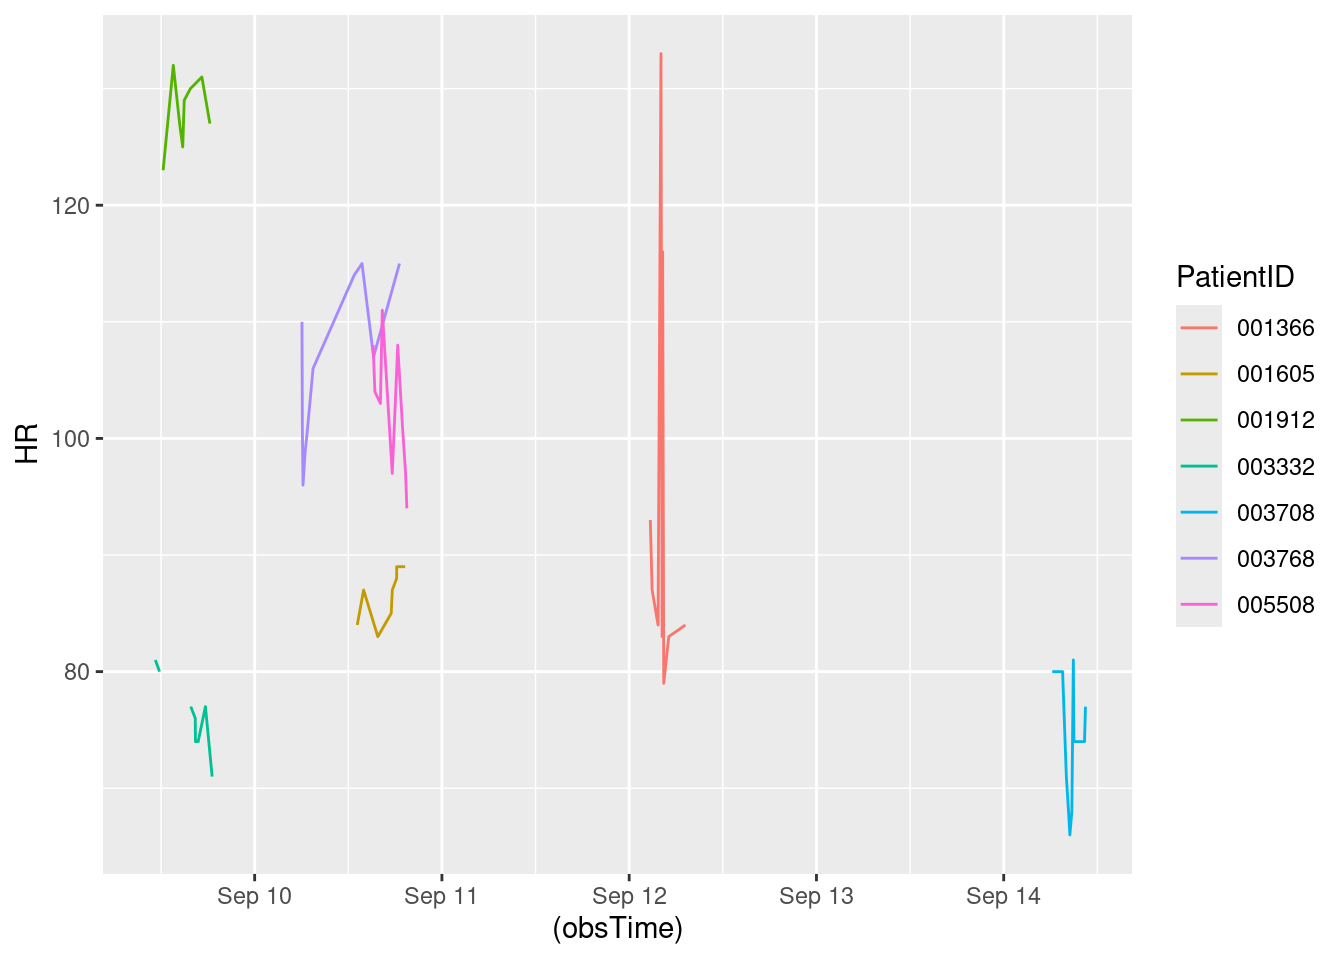 HR
120
100
80
Sep 10
Sep 11
Sep 12
Sep 13
Sep 14
(obsTime)
PatientID
001366
001605
001912
003332
003708
003768
005508